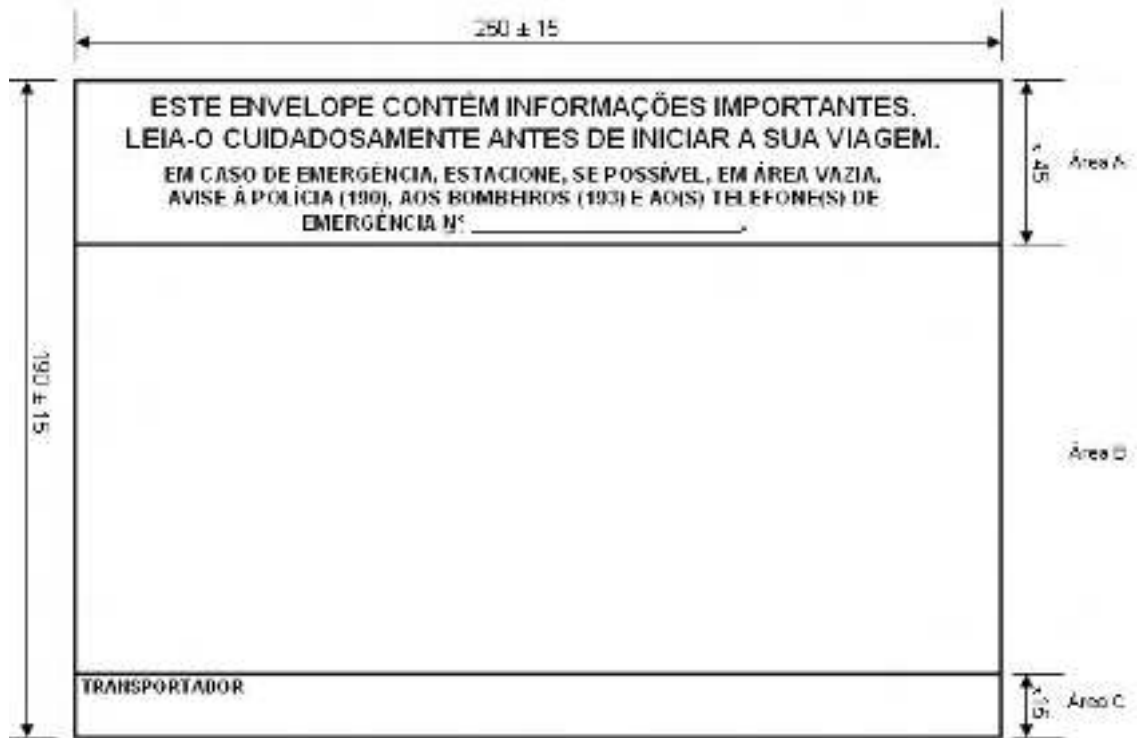 250 ± 15
ESTE ENVELOPE CONTÉM INFORMAÇÕES IMPORTANTES.
LEIA-O CUIDADOSAMENTE ANTES DE INICIAR A SUA VIAGEM.
EM CASO DE EMERGÊNCIA, ESTACIONE, SE POSSÍVEL, EM ÁREA VAZIA.
AVISE À POLÍCIA (190), AOS BOMBEIROS (193) E AO(S) TELEFONE(S) DE
EMERGÊNCIA Nº ____________________.
Área A
190 ± 15
Área B
TRANSPORTADOR
Área C